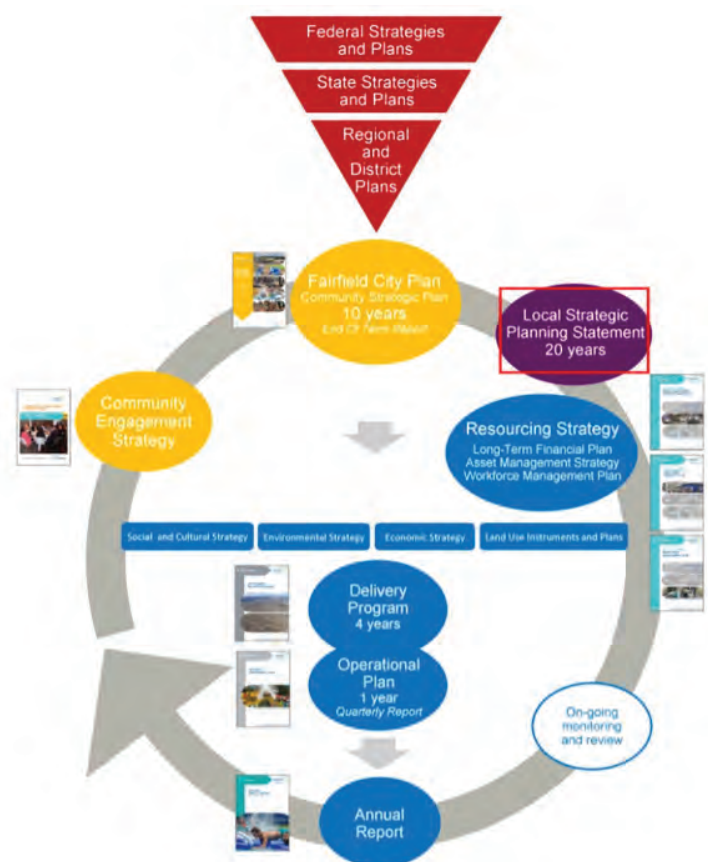 Federal Strategies
and Plans
State Strategies
and Plans
Regional
and
District
Plans
Fairfield City Plan
Community Strategic Plan
10 years
End Of Term Report
Local Strategic
Planning Statement
20 years
Community
Engagement
Strategy
Resourcing Strategy
Long-Term Financial Plan
Asset Management Strategy
Workforce Management Plan
Social and Cultural Strategy
Environmental Strategy
Economic Strategy
Land Use Instruments and Plans
Delivery
Program
4 years
Operational
Plan
1 year
Quarterly Report
On-going
monitoring
and review
Annual
Report